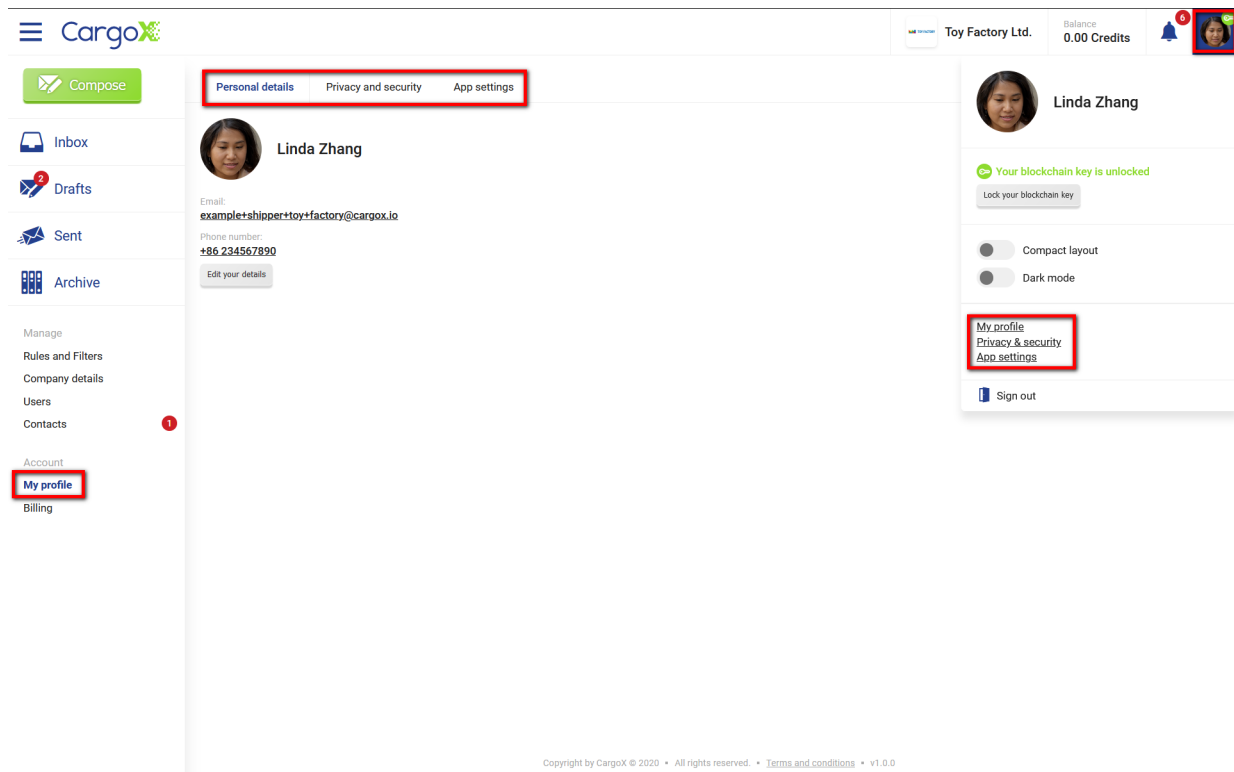 CargoX
Toy Factory Ltd.
Balance
0.00 Credits
6
Compose
Inbox
2
Drafts
Sent
Archive
Manage
Rules and Filters
Company details
Users
Contacts
1
Account
My profile
Billing
Personal details Privacy and security App settings
Linda Zhang
Email:
example+shipper+toy+factory@cargox.io
Phone number:
+86 234567890
Edit your details
Linda Zhang
Your blockchain key is unlocked
Lock your blockchain key
Compact layout
Dark mode
My profile
Privacy & security
App settings
Sign out
Copyright by CargoX © 2020 • All rights reserved. • Terms and conditions • v1.0.0